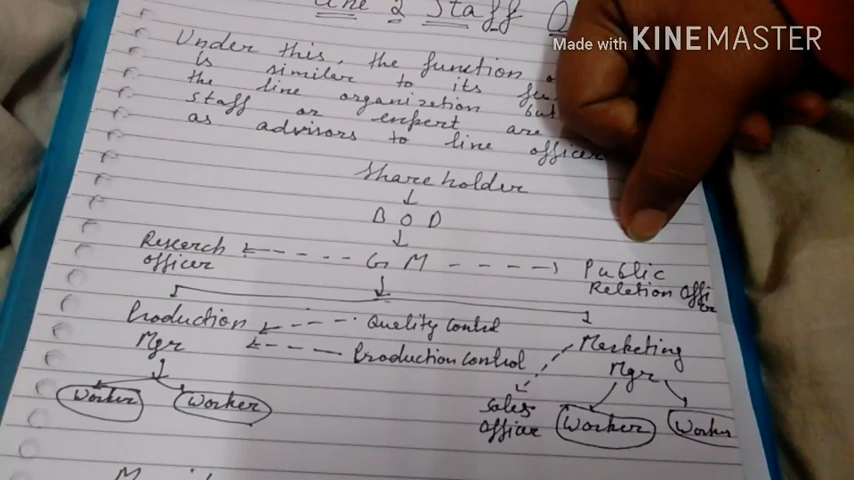 Made with KINEMASTER
Line & Staff
Under this, the function
is similar to its
the line organization but
staff or expert are
as advisors to line officer
Shareholder
B O D
Research officer
G M
Public Relation Officer
Production Mgr
Quality Control
Production Control
Marketing Mgr
Sales Officer
Worker
Worker
Worker
Worker